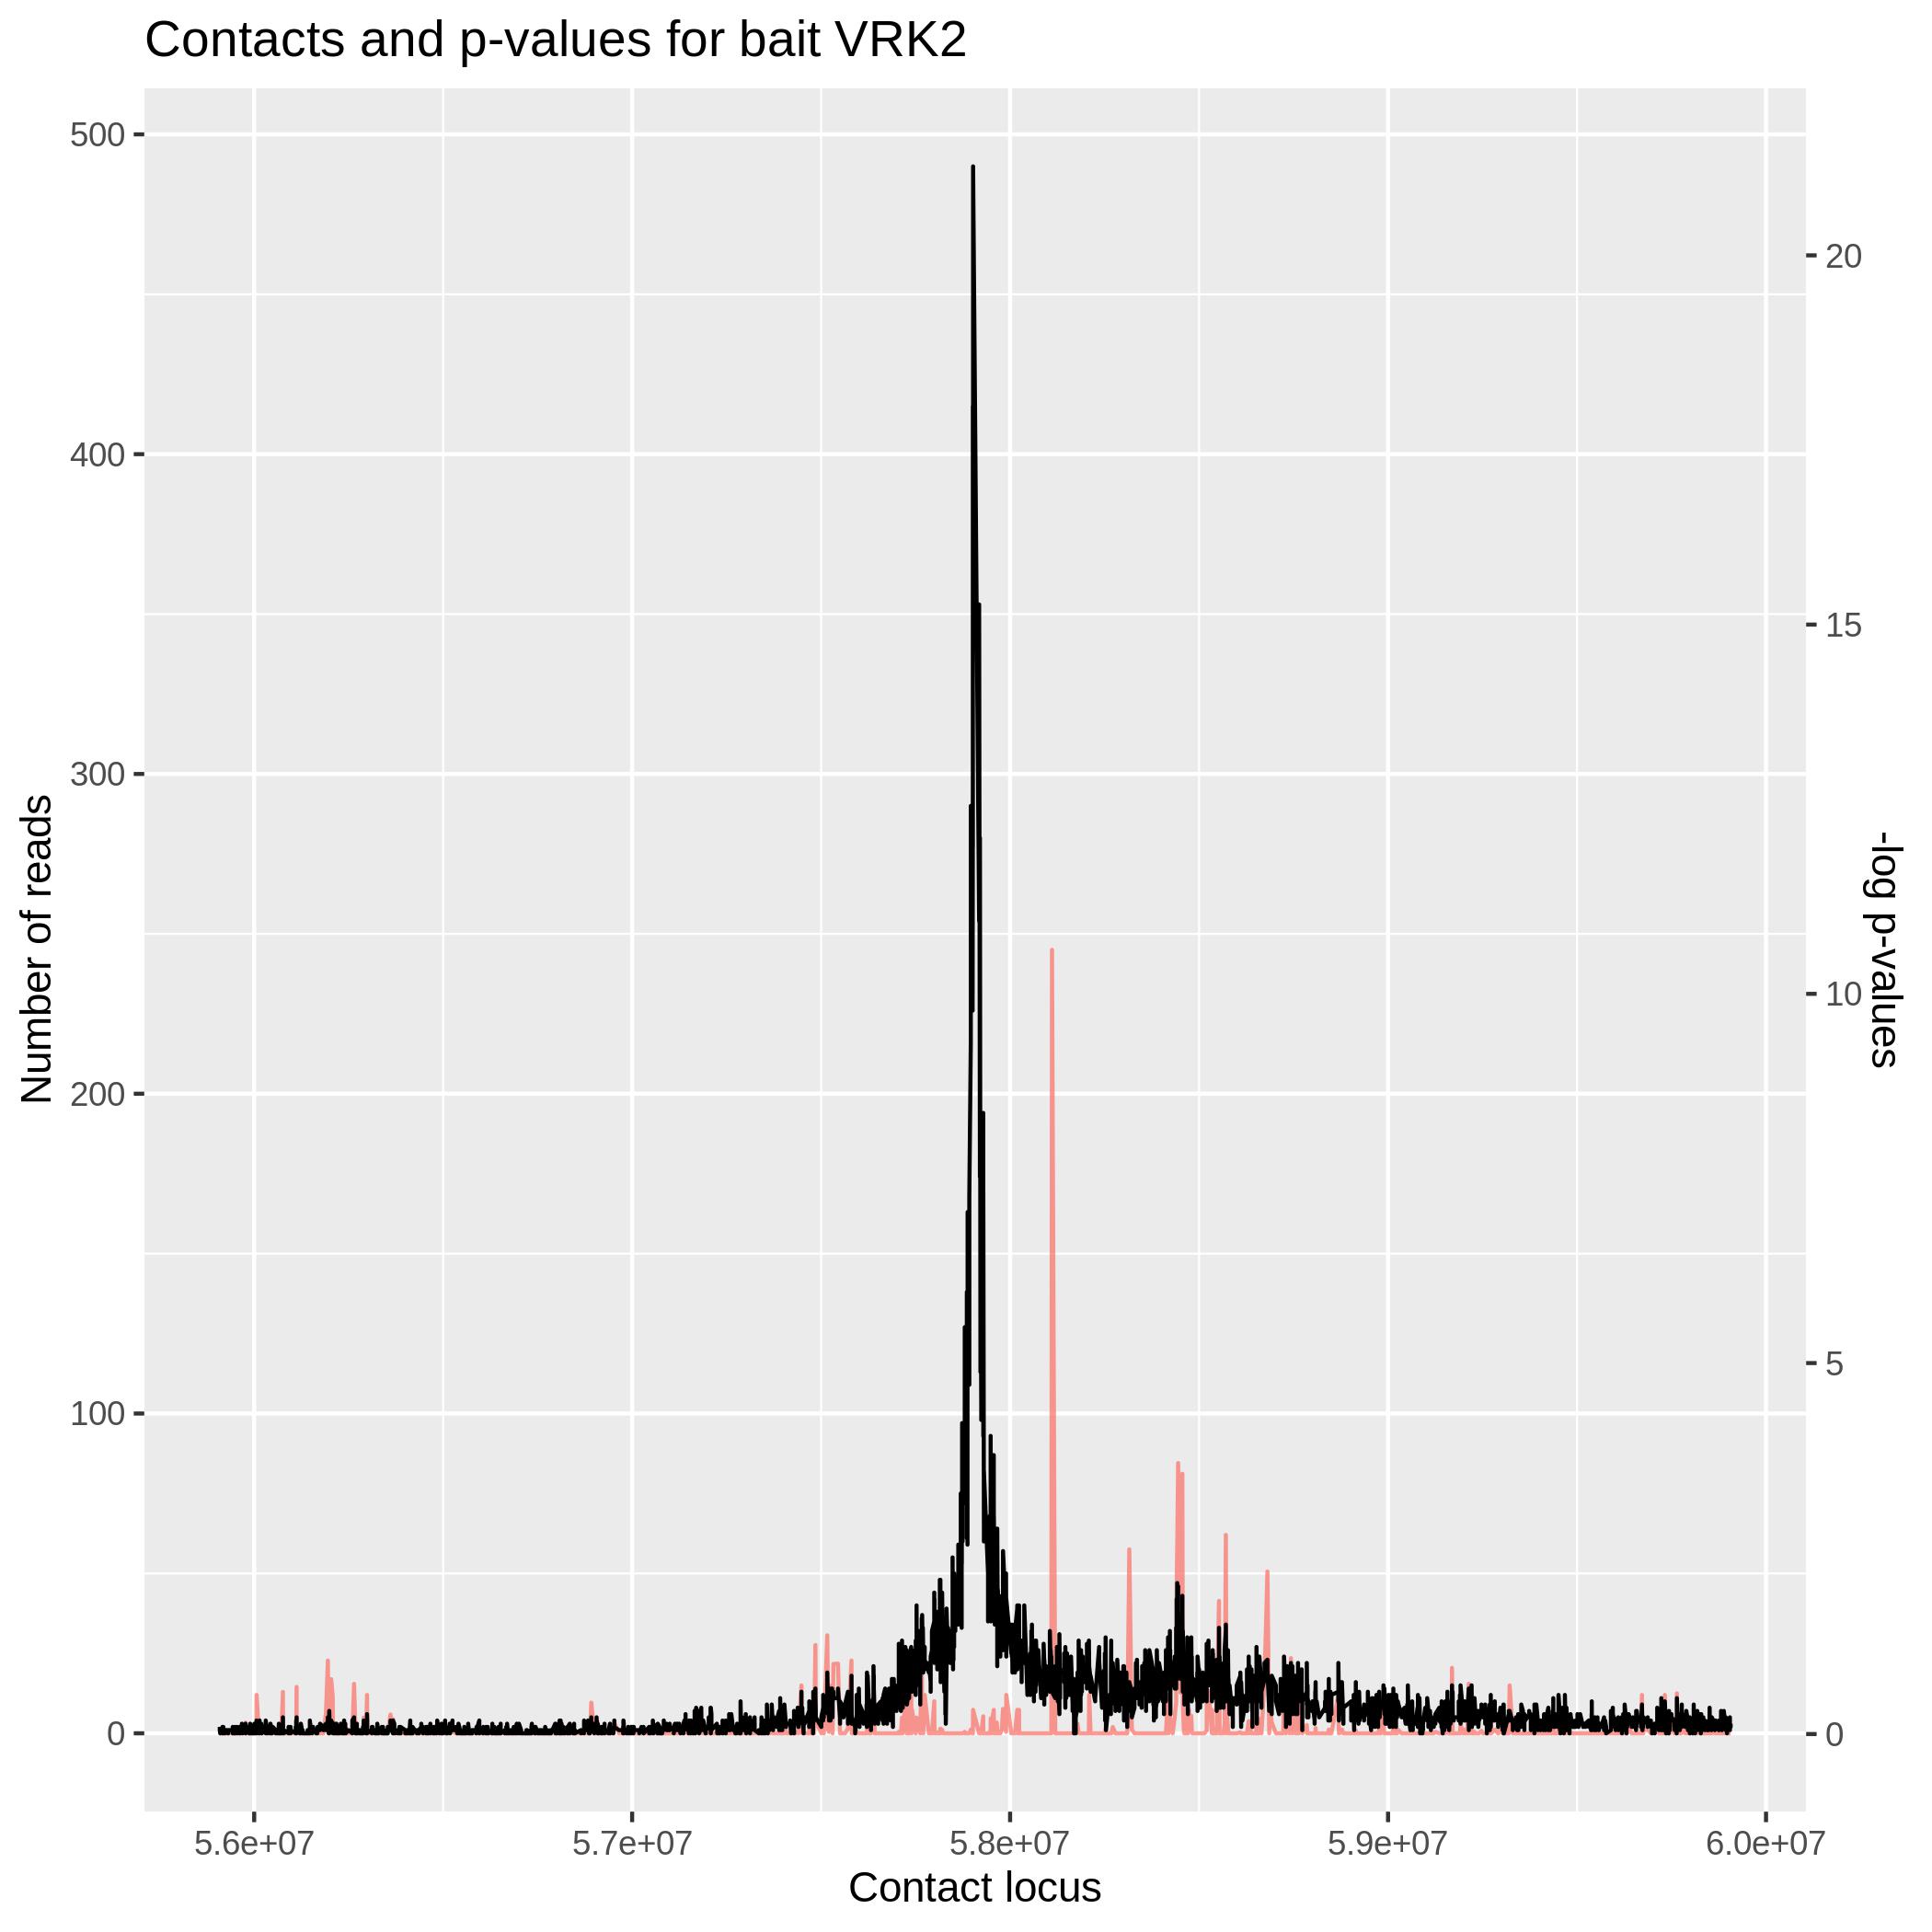 Contacts and p-values for bait VRK2
500
400
300
200
100
0
Number of reads
20
15
10
5
0
-log p-values
5.6e+07
5.7e+07
5.8e+07
5.9e+07
6.0e+07
Contact locus